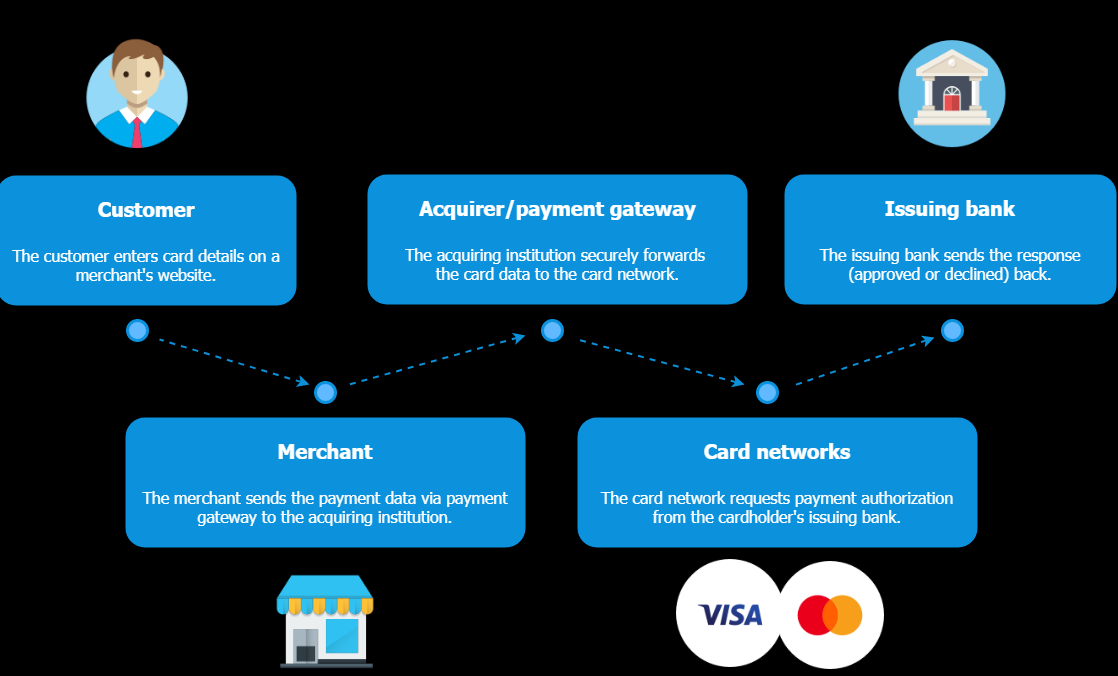 Customer
The customer enters card details on a
merchant's website.
Acquirer/payment gateway
The acquiring institution securely forwards
the card data to the card network.
Issuing bank
The issuing bank sends the response
(approved or declined) back.
Merchant
The merchant sends the payment data via payment
gateway to the acquiring institution.
Card networks
The card network requests payment authorization
from the cardholder's issuing bank.
VISA